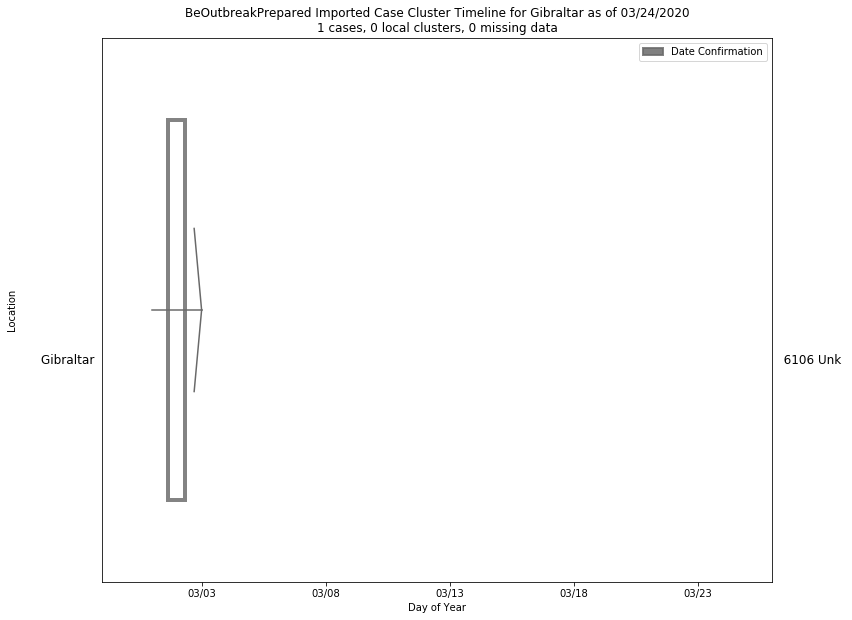 BeOutbreakPrepared Imported Case Cluster Timeline for Gibraltar as of 03/24/2020
1 cases, 0 local clusters, 0 missing data
Date Confirmation
Location
Gibraltar
6106 Unk
03/03 03/08 03/13 03/18 03/23
Day of Year